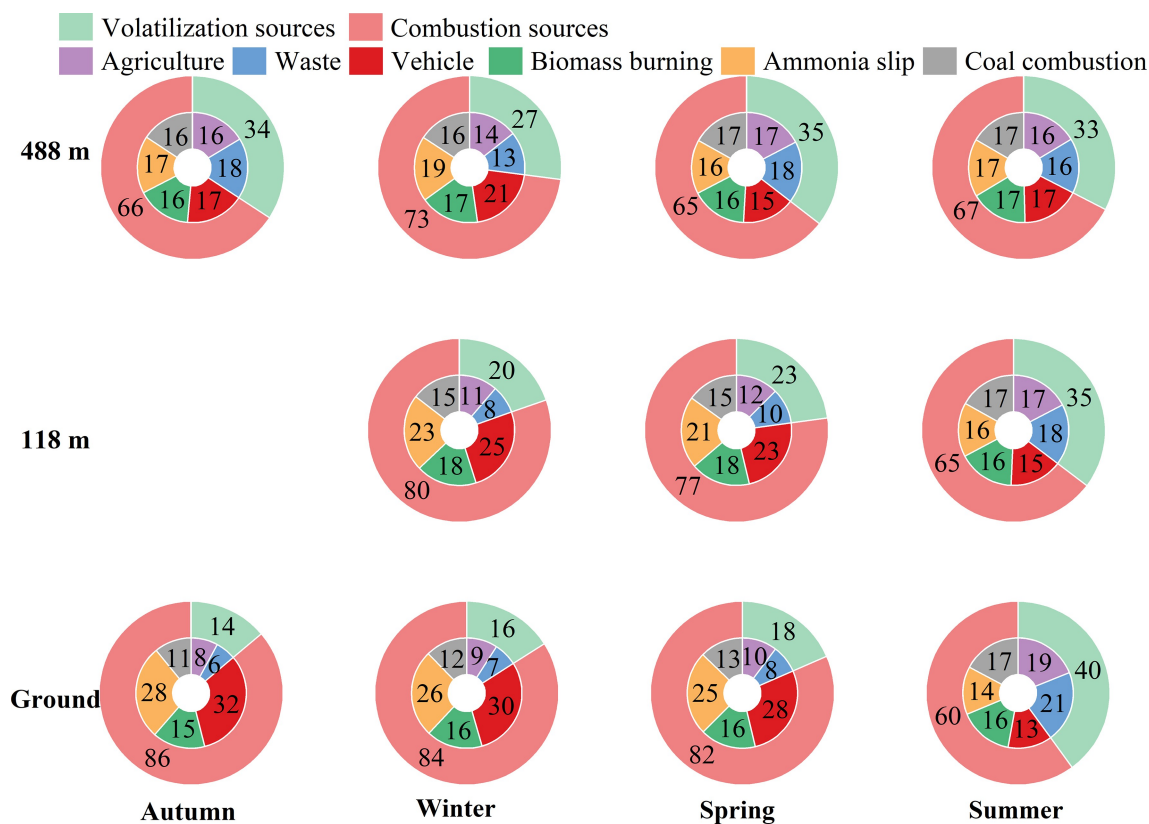 Volatilization sources Combustion sources
Agriculture Waste Vehicle Biomass burning Ammonia slip Coal combustion
488 m
16 16 34 18 17 16 17 66
16 14 27 13 21 17 19 73
17 17 35 18 15 16 16 65
17 16 33 16 17 17 17 67
118 m
15 11 20 8 25 18 23 80
15 12 23 10 23 18 21 77
17 17 35 18 15 16 16 65
Ground
11 8 14 6 32 15 28 86
12 9 16 7 30 16 26 84
13 10 18 8 28 16 25 82
17 19 40 21 13 16 14 60
Autumn Winter Spring Summer